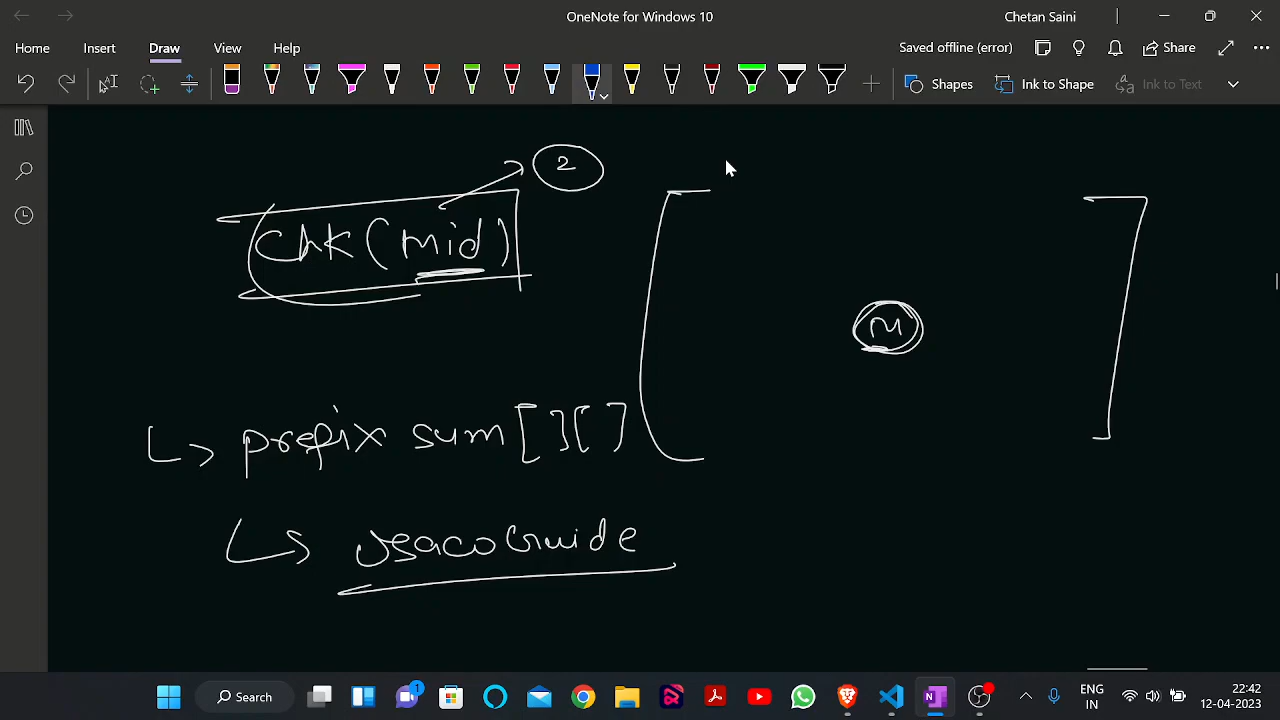 OneNote for Windows 10
Chetan Saini
Home Insert Draw View Help
Saved offline (error)
Share
Shapes
Ink to Shape
Ink to Text
2
Chk(mid)
M
prefix sum[][]
usacoGuide
Search
1
ENG
IN
22:42
12-04-2023